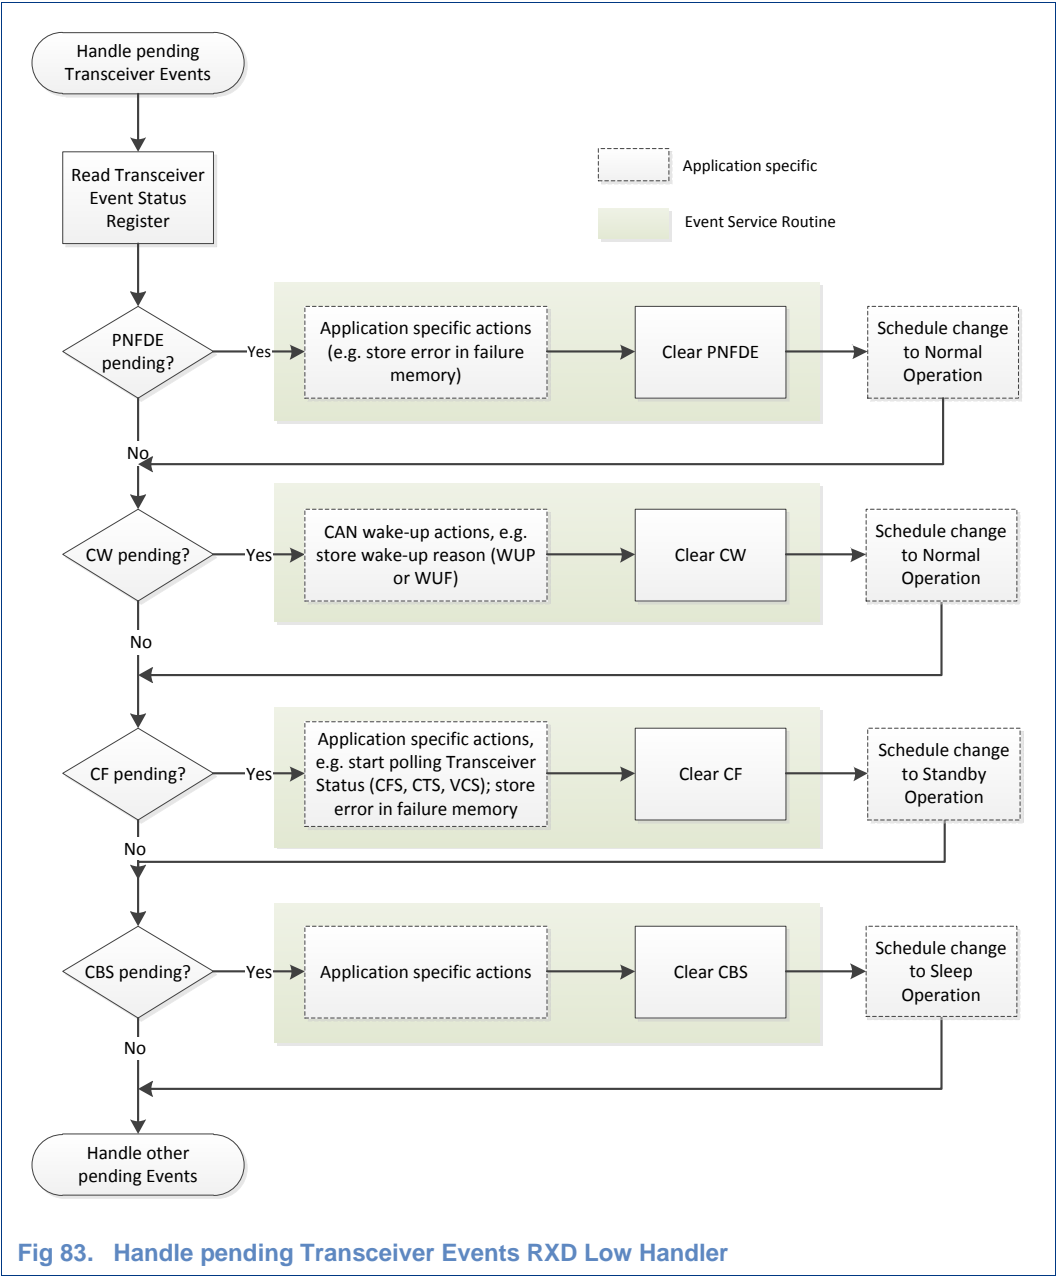 Handle pending
Transceiver Events
Read Transceiver
Event Status
Register
Application specific
Event Service Routine
PNFDE
pending?
Yes
Application specific actions
(e.g. store error in failure
memory)
Clear PNFDE
Schedule change
to Normal
Operation
No
CW pending?
Yes
CAN wake-up actions, e.g.
store wake-up reason (WUP
or WUF)
Clear CW
Schedule change
to Normal
Operation
No
CF pending?
Yes
Application specific actions,
e.g. start polling Transceiver
Status (CFS, CTS, VCS); store
error in failure memory
Clear CF
Schedule change
to Standby
Operation
No
CBS pending?
Yes
Application specific actions
Clear CBS
Schedule change
to Sleep
Operation
No
Handle other
pending Events
Fig 83. Handle pending Transceiver Events RXD Low Handler